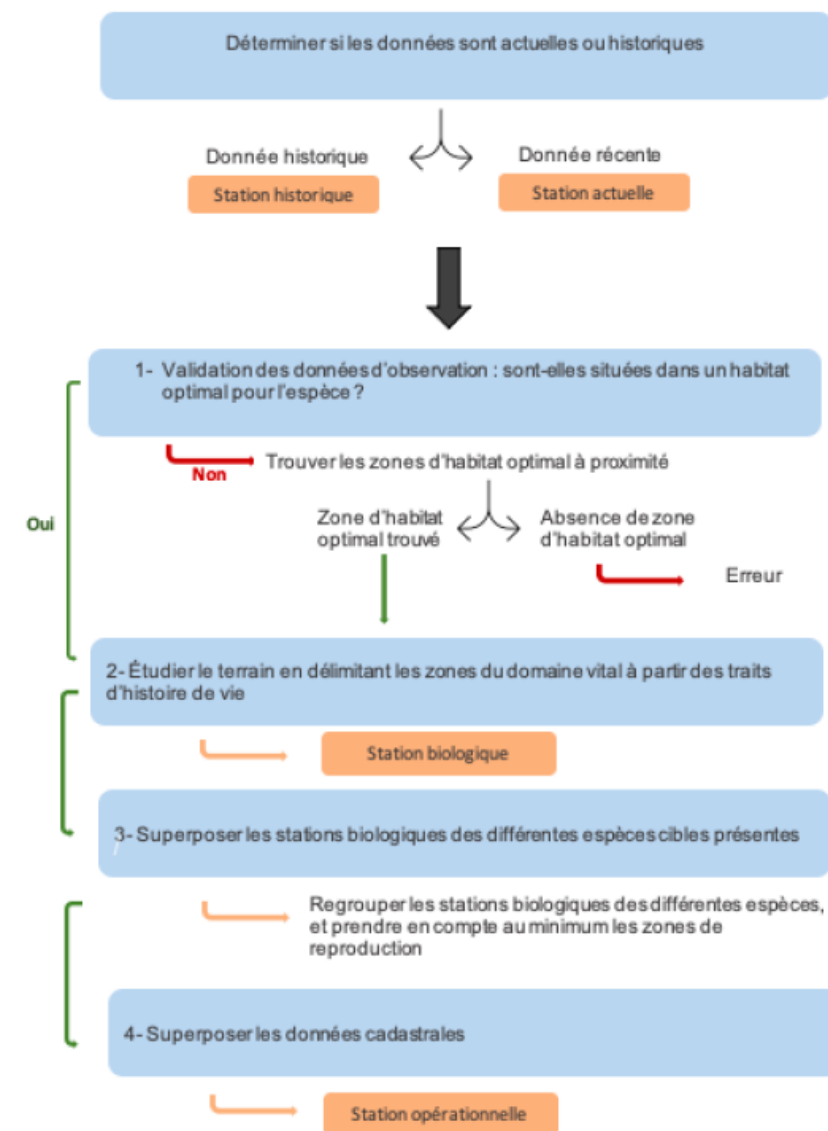 Déterminer si les données sont actuelles ou historiques
Donnée historique
Donnée récente
Station historique
Station actuelle
1- Validation des données d'observation : sont-elles situées dans un habitat
optimal pour l'espèce ?
Non
Trouver les zones d'habitat optimal à proximité
Oui
Zone d'habitat
optimal trouvé
Absence de zone
d'habitat optimal
Erreur
2- Étudier le terrain en délimitant les zones du domaine vital à partir des traits
d'histoire de vie
Station biologique
3- Superposer les stations biologiques des différentes espèces cibles présentes
Regrouper les stations biologiques des différentes espèces,
et prendre en compte au minimum les zones de
reproduction
4- Superposer les données cadastrales
Station opérationnelle